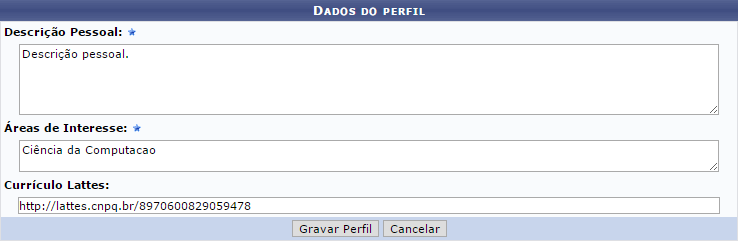 DADOS DO PERFIL
Descrição Pessoal:
Descrição pessoal.
Áreas de Interesse:
Ciência da Computacao
Currículo Lattes:
http://lattes.cnpq.br/8970600829059478
Gravar Perfil Cancelar